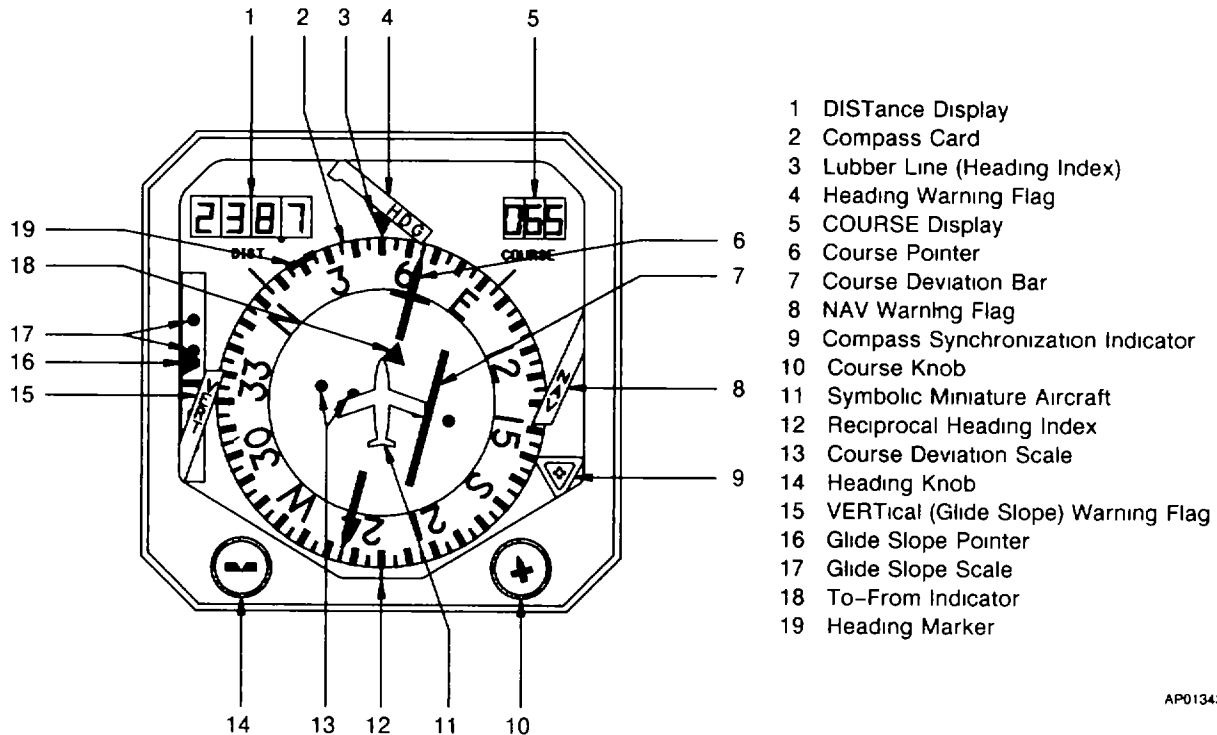 1 2 3 4 5
2387
DIST
HDG
066
COURSE
19
18
17
16
15
6
7
8
9
N 3 6 E 12 15 S 21 24 W 30 33
VERT
NAV
14 13 12 11 10
1 DISTance Display
2 Compass Card
3 Lubber Line (Heading Index)
4 Heading Warning Flag
5 COURSE Display
6 Course Pointer
7 Course Deviation Bar
8 NAV Warning Flag
9 Compass Synchronization Indicator
10 Course Knob
11 Symbolic Miniature Aircraft
12 Reciprocal Heading Index
13 Course Deviation Scale
14 Heading Knob
15 VERTical (Glide Slope) Warning Flag
16 Glide Slope Pointer
17 Glide Slope Scale
18 To-From Indicator
19 Heading Marker